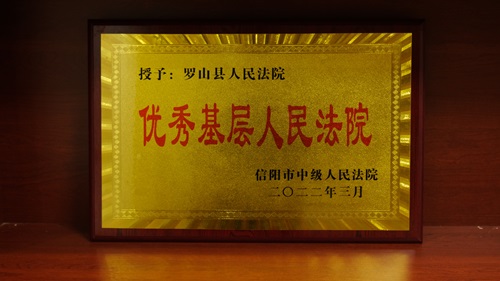 授予：罗山县人民法院
优秀基层人民法院
信阳市中级人民法院
二〇二二年三月